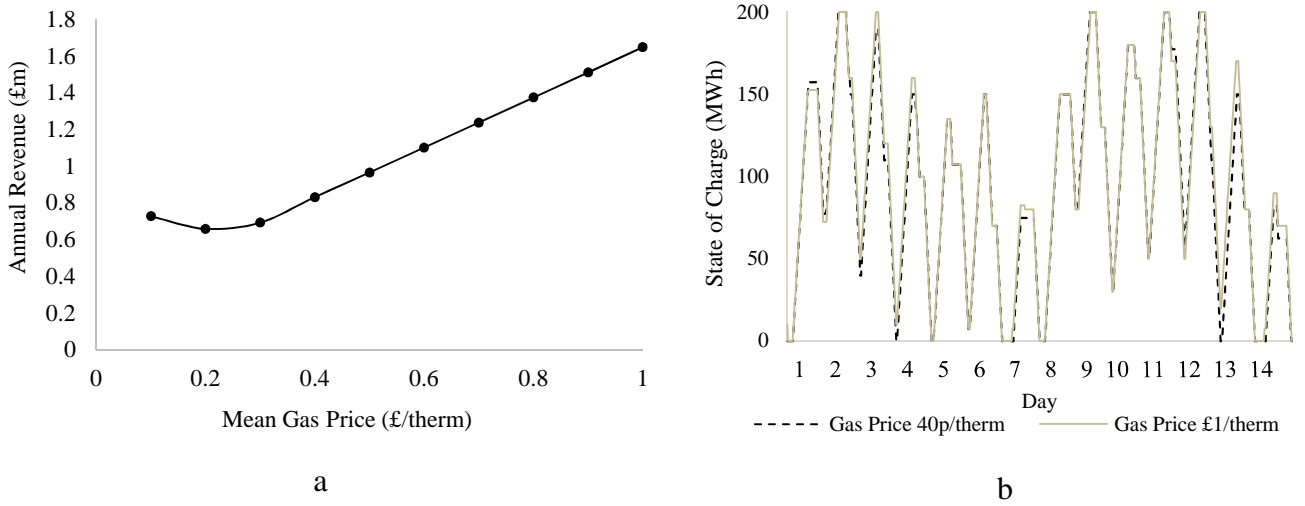 1.8
1.6
1.4
1.2
1
0.8
0.6
0.4
0.2
0
Annual Revenue (£m)
0 0.2 0.4 0.6 0.8 1
Mean Gas Price (£/therm)
a
200
150
100
50
0
State of Charge (MWh)
1 2 3 4 5 6 7 8 9 10 11 12 13 14
Day
Gas Price 40p/therm Gas Price £1/therm
b